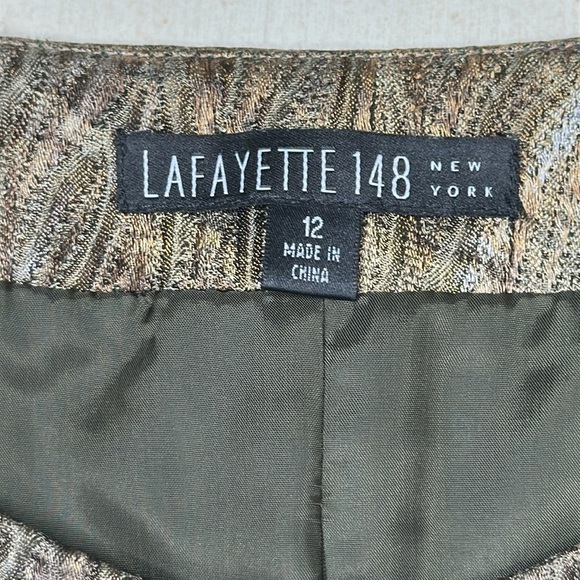 LAFAYETTE 148 NEW YORK
12
MADE IN
CHINA